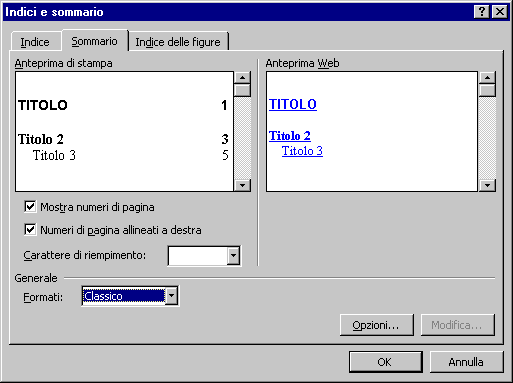 Indici e sommario
Indice Sommario Indice delle figure
Anteprima di stampa
TITOLO 1
Titolo 2 3
Titolo 3 5
Anteprima Web
TITOLO
Titolo 2
Titolo 3
Mostra numeri di pagina
Numeri di pagina allineati a destra
Carattere di riempimento:
Generale
Formati: Classico
Opzioni... Modifica...
OK Annulla